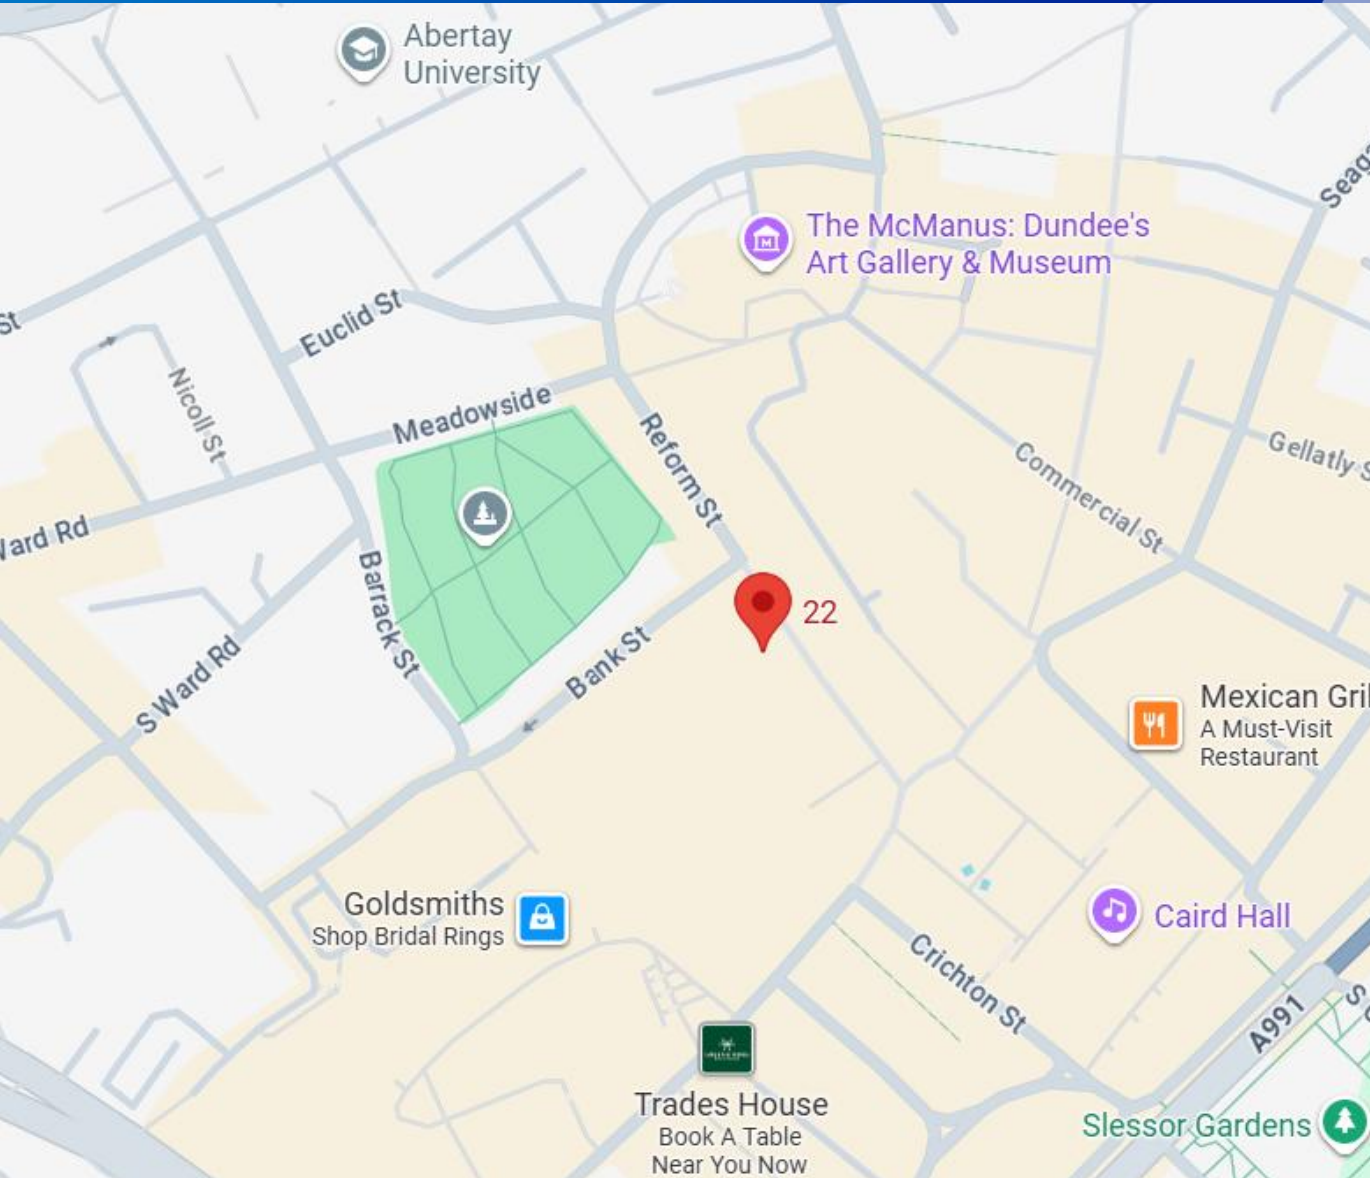 Abertay
University
The McManus: Dundee's
Art Gallery & Museum
St
Euclid St
Nicoll St
Meadowside
Reform St
Commercial St
Gellatly
Rd
Barrack St
Bank St
S Ward Rd
22
Mexican
A Must-Visit
Restaurant
Goldsmiths
Shop Bridal Rings
Caird Hall
Crichton St
A991
S
Trades House
Book A Table
Near You Now
Slessor Gardens